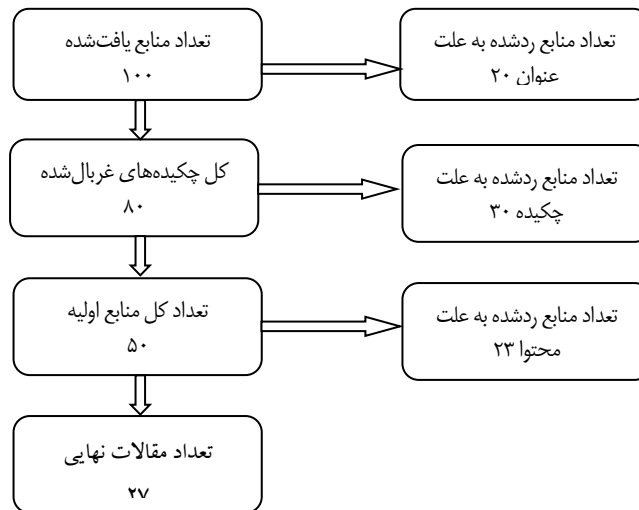 تعداد منابع یافت‌شده
۱۰۰
تعداد منابع ردشده به علت
عنوان ۲۰
کل چکیده‌های غربال‌شده
۸۰
تعداد منابع ردشده به علت
چکیده ۳۰
تعداد کل منابع اولیه
۵۰
تعداد منابع ردشده به علت
محتوا ۲۳
تعداد مقالات نهایی
۲۷